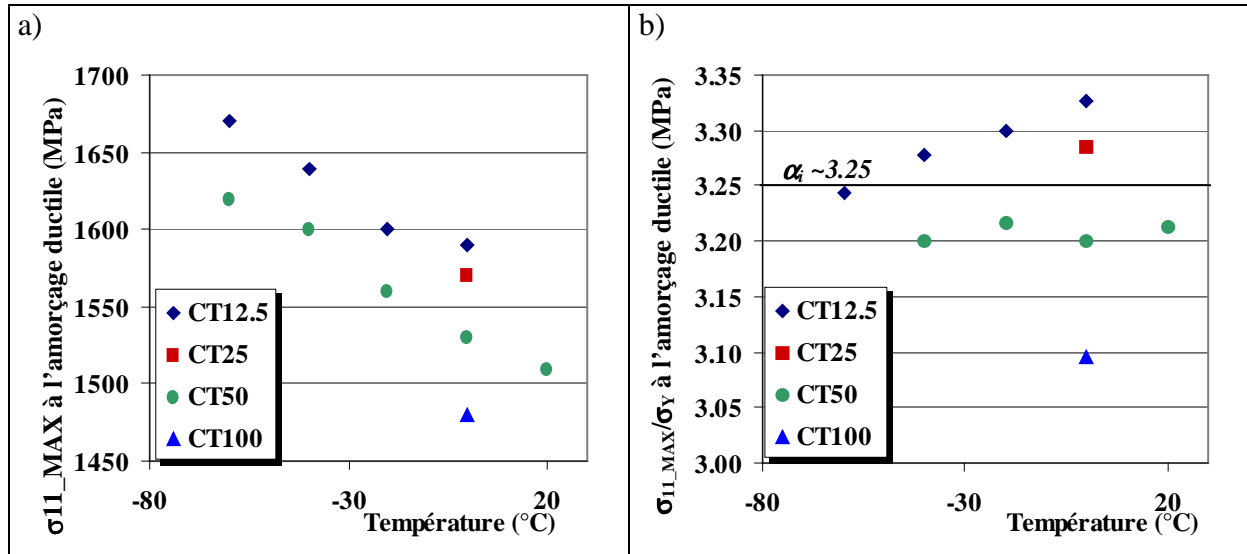 a)
σ11_MAX à l'amorçage ductile (MPa)
1700
1650
1600
1550
1500
1450
-80
-30
20
Température (°C)
CT12.5
CT25
CT50
CT100
b)
σ11_MAX/σY à l'amorçage ductile (MPa)
3.35
3.30
3.25
3.20
3.15
3.10
3.05
3.00
αi ~3.25
-80
-30
20
Température (°C)
CT12.5
CT25
CT50
CT100